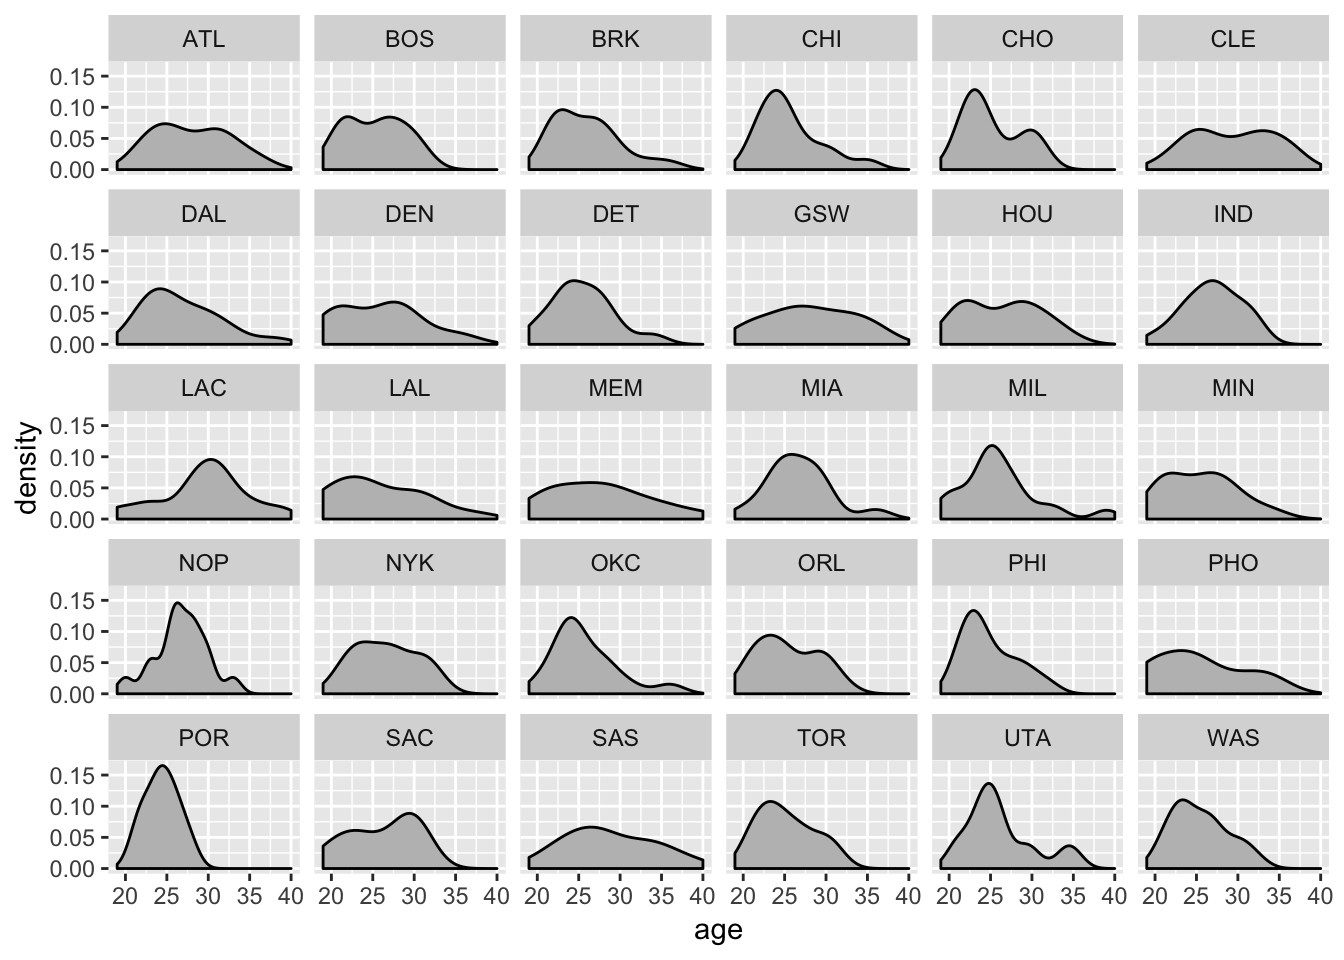 ATL BOS BRK CHI CHO CLE
0.15
0.10
0.05
0.00
DAL DEN DET GSW HOU IND
0.15
0.10
0.05
0.00
LAC LAL MEM MIA MIL MIN
0.15
0.10
0.05
0.00
density
NOP NYK OKC ORL PHI PHO
0.15
0.10
0.05
0.00
POR SAC SAS TOR UTA WAS
0.15
0.10
0.05
0.00
20 25 30 35 40 20 25 30 35 40 20 25 30 35 40 20 25 30 35 40 20 25 30 35 40 20 25 30 35 40
age